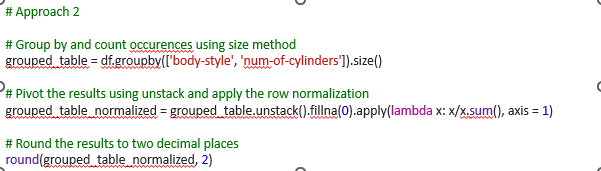 # Approach 2
# Group by and count occurences using size method
grouped_table = df.groupby(['body-style', 'num-of-cylinders']).size()
# Pivot the results using unstack and apply the row normalization
grouped_table_normalized = grouped_table.unstack().fillna(0).apply(lambda x: x/x.sum(), axis = 1)
# Round the results to two decimal places
round(grouped_table_normalized, 2)